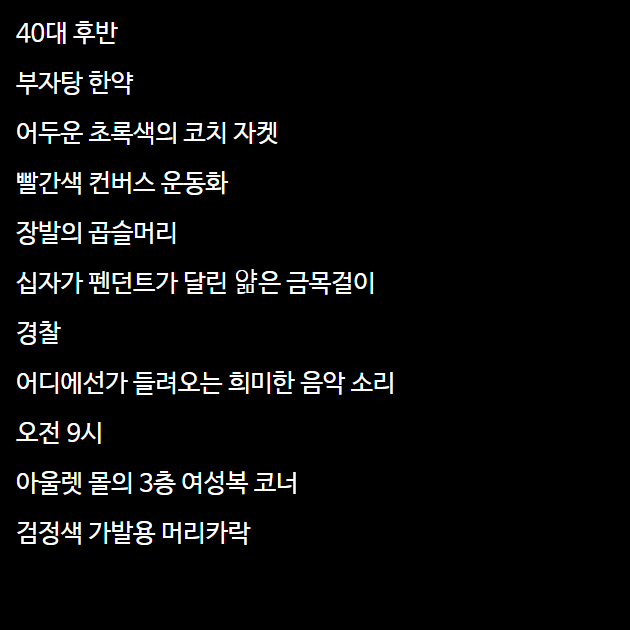 40대 후반
부자탕 한약
어두운 초록색의 코치 자켓
빨간색 컨버스 운동화
장발의 곱슬머리
십자가 펜던트가 달린 얆은 금목걸이
경찰
어디에선가 들려오는 희미한 음악 소리
오전 9시
아울렛 몰의 3층 여성복 코너
검정색 가발용 머리카락